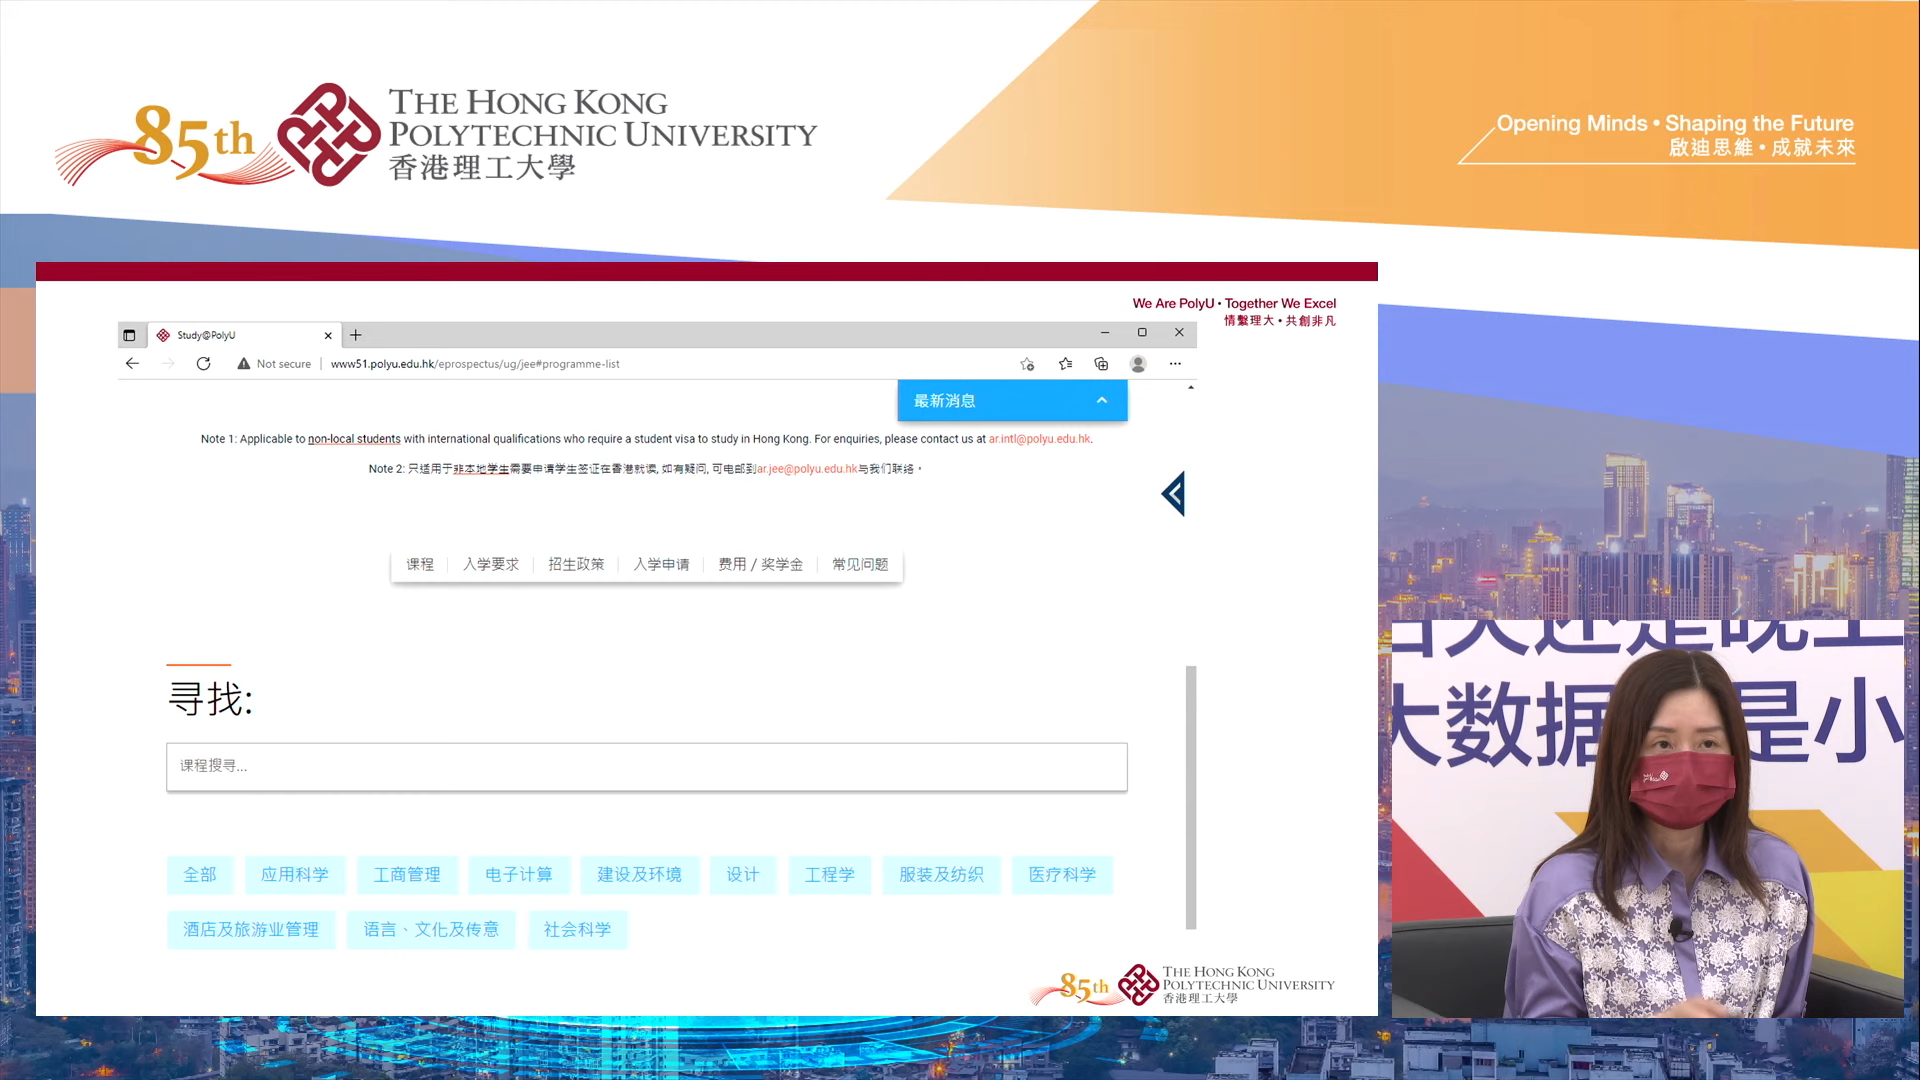 85th
THE HONG KONG
POLYTECHNIC UNIVERSITY
香港理工大學
Opening Minds • Shaping the Future
啟迪思維 • 成就未來
We Are PolyU • Together We Excel
情繫理大 • 共創非凡
Study@PolyU
Not secure
www51.polyu.edu.hk/eprospectus/ug/jee#programme-list
最新消息
Note 1: Applicable to non-local students with international qualifications who require a student visa to study in Hong Kong. For enquiries, please contact us at ar.intl@polyu.edu.hk.
Note 2: 只适用于非本地学生需要申请学生签证在香港就读, 如有疑问, 可电邮到ar.jee@polyu.edu.hk与我们联络。
课程 入学要求 招生政策 入学申请 费用 / 奖学金 常见问题
寻找:
课程搜寻...
全部 应用科学 工商管理 电子计算 建设及环境 设计 工程学 服装及纺织 医疗科学
酒店及旅游业管理 语言、文化及传意 社会科学
85th
THE HONG KONG
POLYTECHNIC UNIVERSITY
香港理工大學
还是晚上
大数据 是小